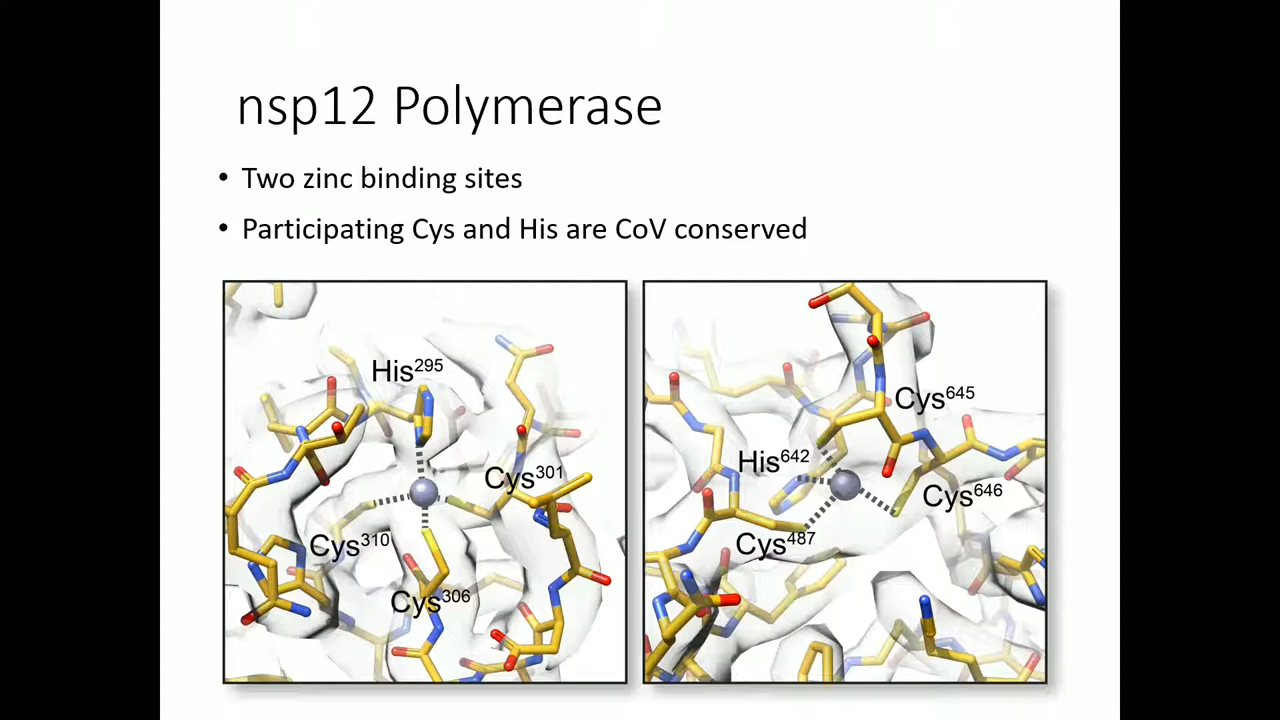 nsp12 Polymerase
• Two zinc binding sites
• Participating Cys and His are CoV conserved
His295
Cys301
Cys310
Cys306
Cys645
His642
Cys646
Cys487